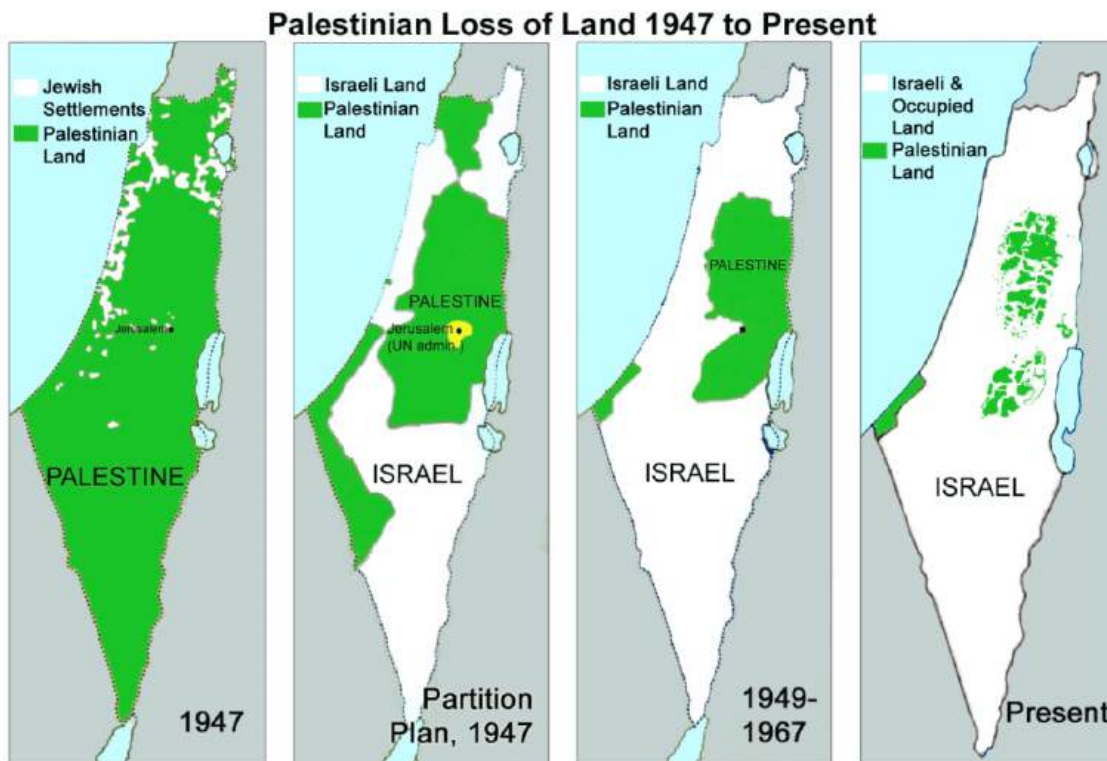 Palestinian Loss of Land 1947 to Present
Jewish
Settlements
Palestinian
Land
Jerusalem
PALESTINE
1947
Israeli Land
Palestinian
Land
PALESTINE
Jerusalem
(UN admin.)
ISRAEL
Partition
Plan, 1947
Israeli Land
Palestinian
Land
PALESTINE
ISRAEL
1949-
1967
Israeli &
Occupied
Land
Palestinian
Land
ISRAEL
Present